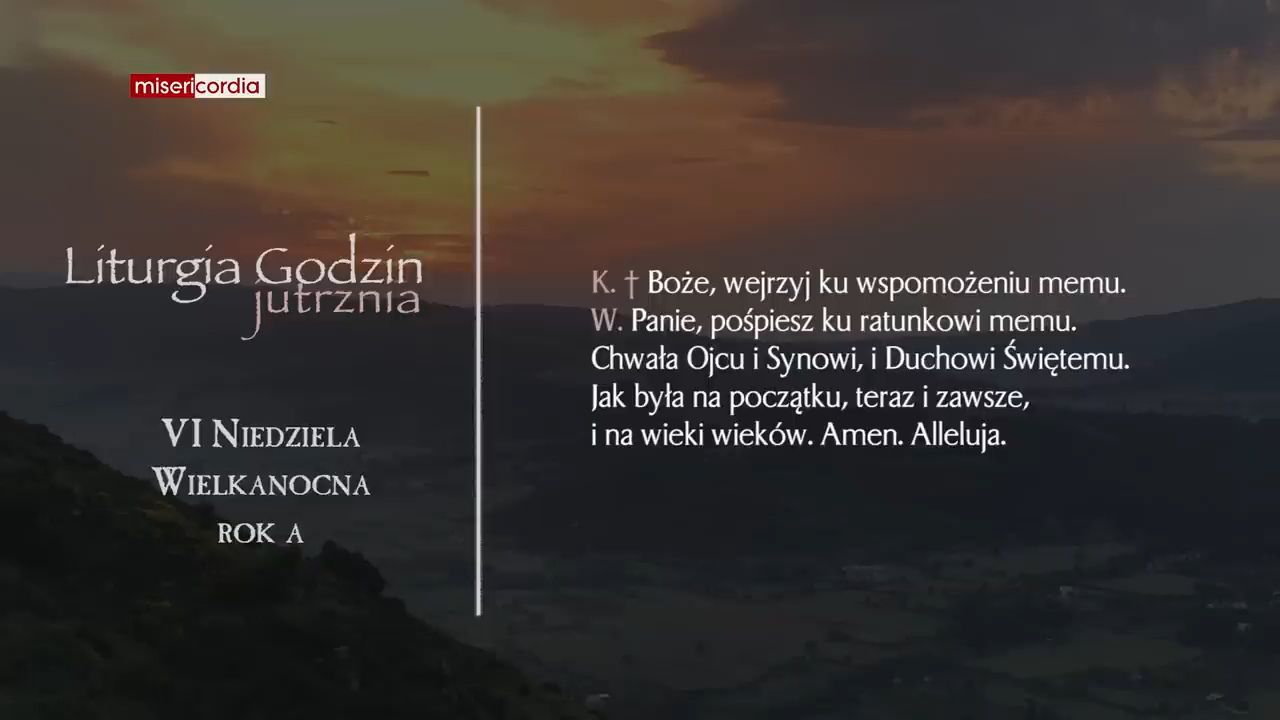 misericordia
Liturgia Godzin
jutrznia
VI Niedziela
Wielkanocna
rok A
K. † Boże, wejrzyj ku wspomożeniu memu.
W. Panie, pośpiesz ku ratunkowi memu.
Chwała Ojcu i Synowi, i Duchowi Świętemu.
Jak była na początku, teraz i zawsze,
i na wieki wieków. Amen. Alleluja.